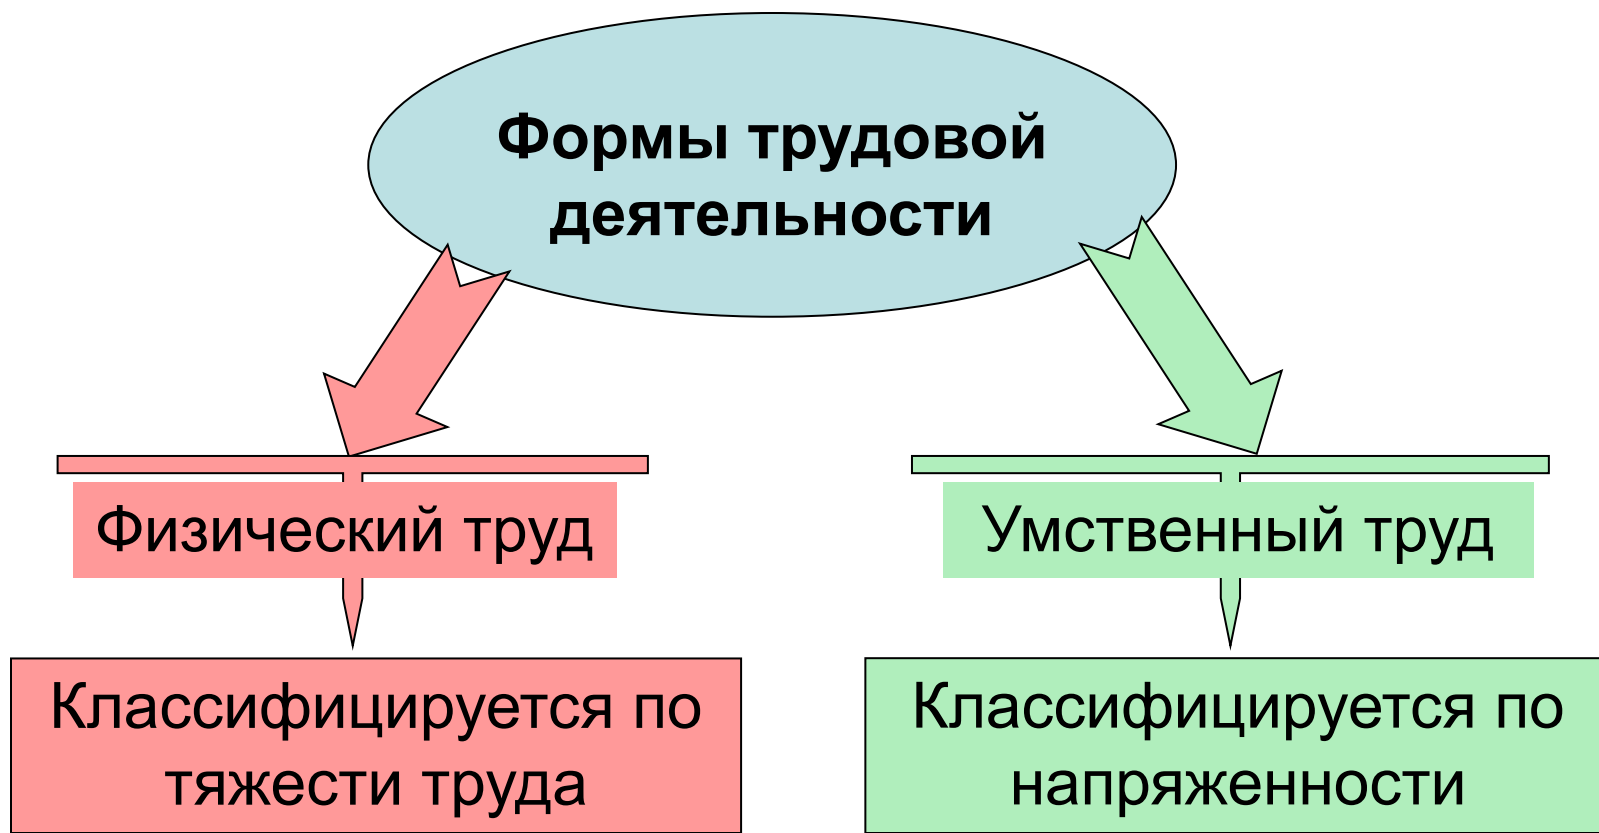 Формы трудовой
деятельности
Физический труд
Умственный труд
Классифицируется по
тяжести труда
Классифицируется по
напряженности